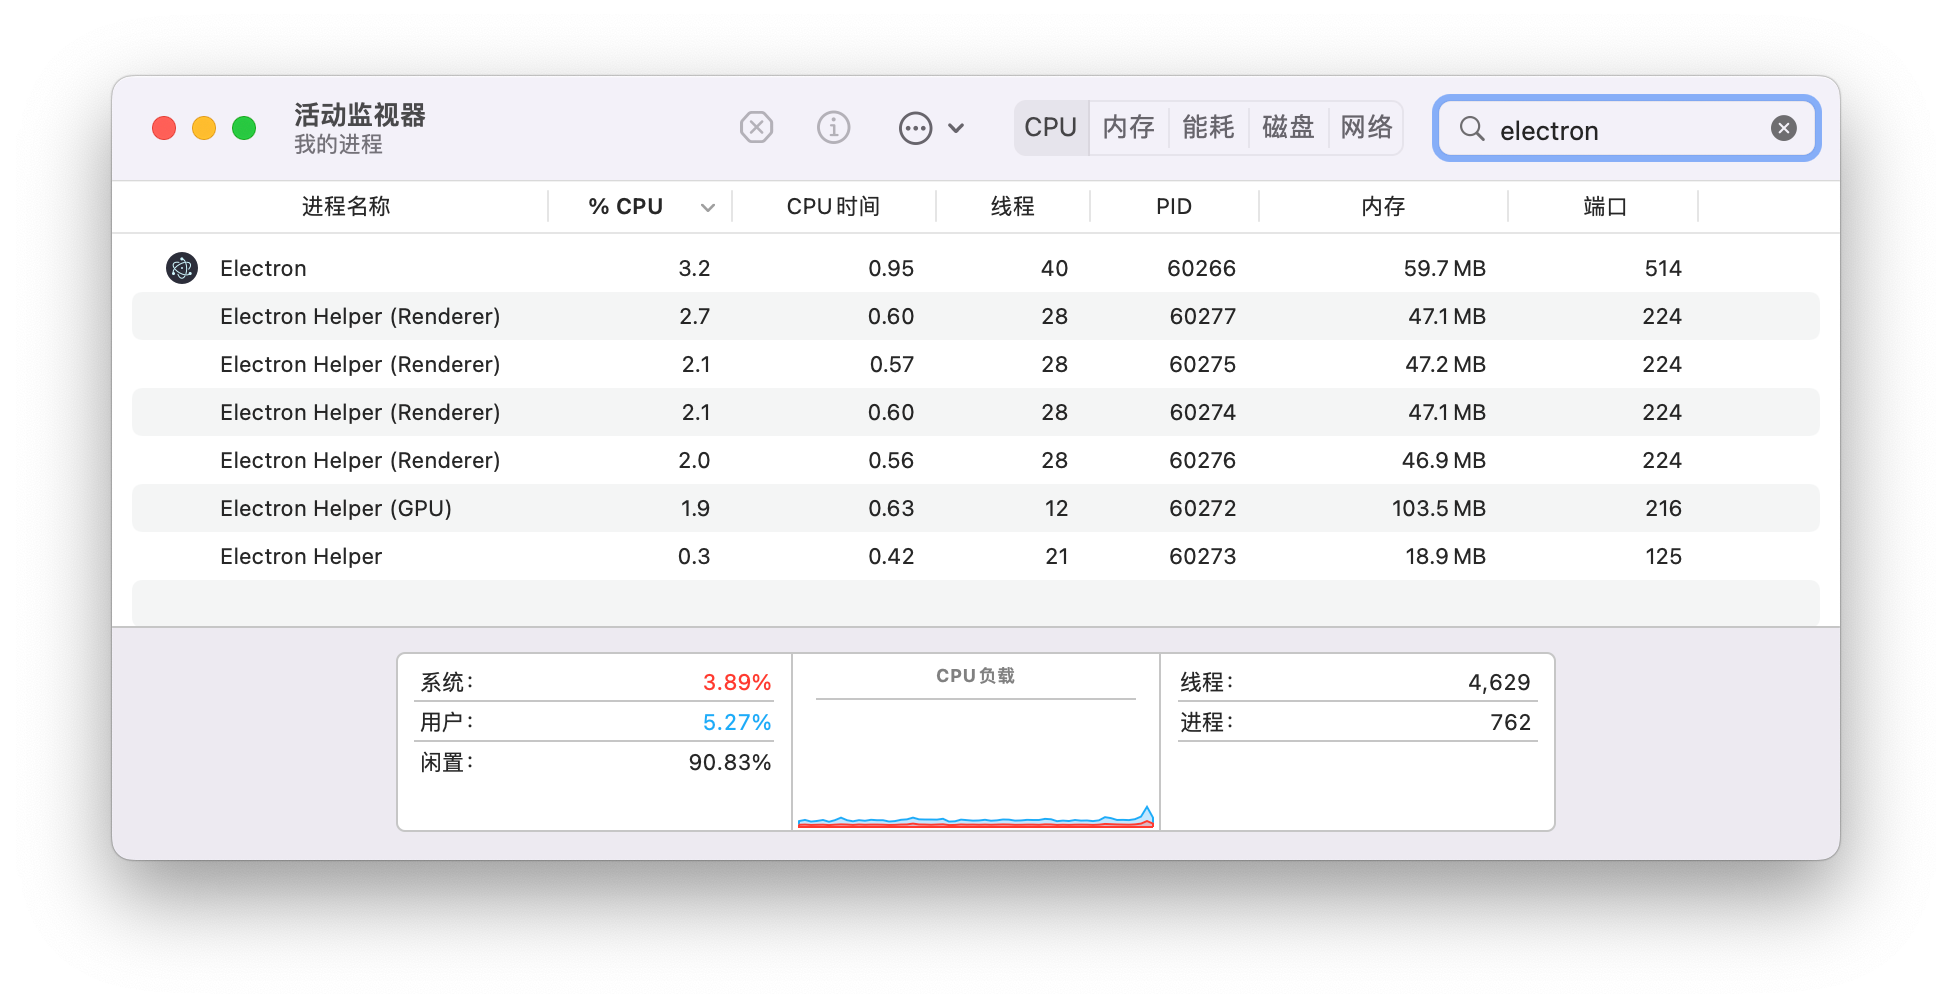 活动监视器
我的进程
CPU 内存 能耗 磁盘 网络
electron
进程名称 % CPU CPU 时间 线程 PID 内存 端口
Electron 3.2 0.95 40 60266 59.7 MB 514
Electron Helper (Renderer) 2.7 0.60 28 60277 47.1 MB 224
Electron Helper (Renderer) 2.1 0.57 28 60275 47.2 MB 224
Electron Helper (Renderer) 2.1 0.60 28 60274 47.1 MB 224
Electron Helper (Renderer) 2.0 0.56 28 60276 46.9 MB 224
Electron Helper (GPU) 1.9 0.63 12 60272 103.5 MB 216
Electron Helper 0.3 0.42 21 60273 18.9 MB 125
系统： 3.89%
用户： 5.27%
闲置： 90.83%
CPU 负载
线程： 4,629
进程： 762